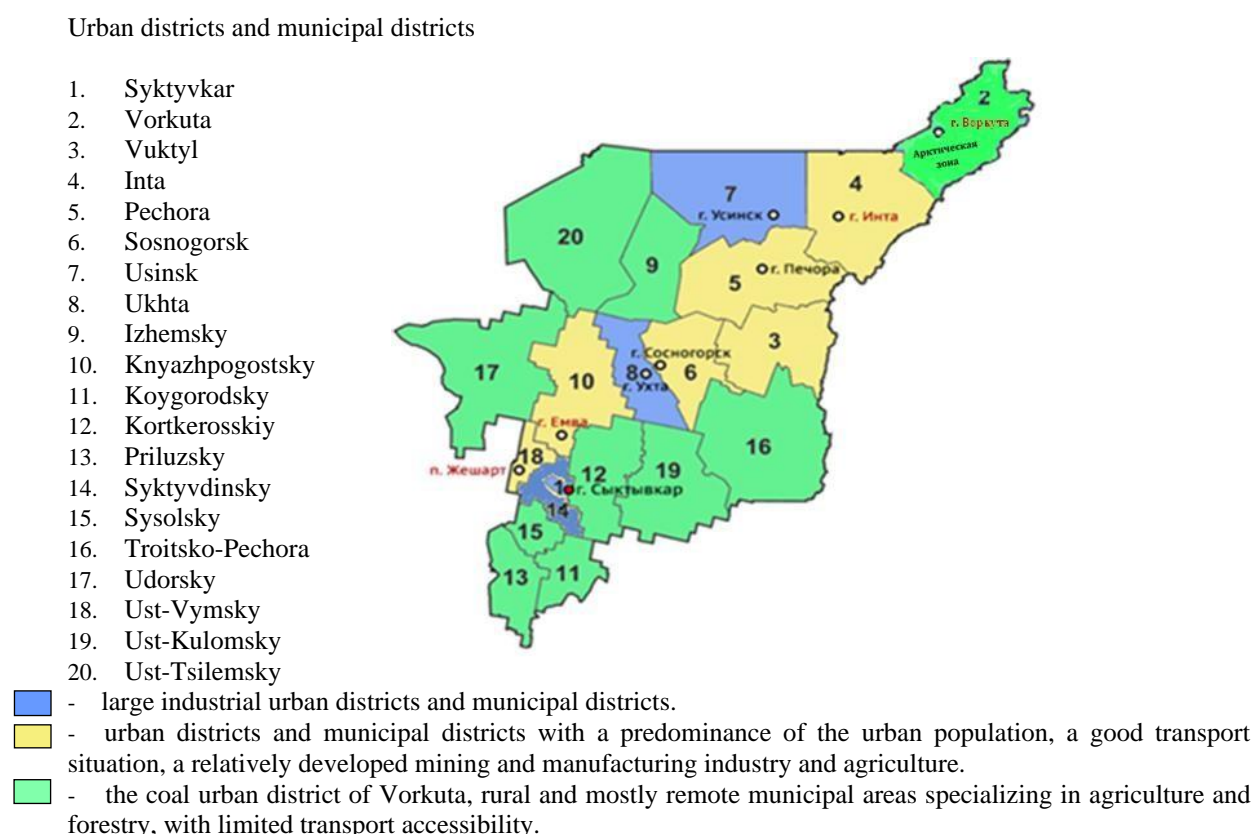 Urban districts and municipal districts
1. Syktyvkar
2. Vorkuta
3. Vuktyl
4. Inta
5. Pechora
6. Sosnogorsk
7. Usinsk
8. Ukhta
9. Izhemsky
10. Knyazhpogostsky
11. Koygorodsky
12. Kortkerosskiy
13. Priluzsky
14. Syktyvdinsky
15. Sysolsky
16. Troitsko-Pechora
17. Udorsky
18. Ust-Vymsky
19. Ust-Kulomsky
20. Ust-Tsilemsky
2
г. Воркута
Арктическая
зона
7
г. Усинск
4
г. Инта
20
9
5
г. Печора
3
г. Сосногорск
17
10
8
6
г. Ухта
г. Емва
16
18
п. Жешарт
12
19
1
г. Сыктывкар
14
15
13
11
- large industrial urban districts and municipal districts.
- urban districts and municipal districts with a predominance of the urban population, a good transport
situation, a relatively developed mining and manufacturing industry and agriculture.
- the coal urban district of Vorkuta, rural and mostly remote municipal areas specializing in agriculture and
forestry, with limited transport accessibility.